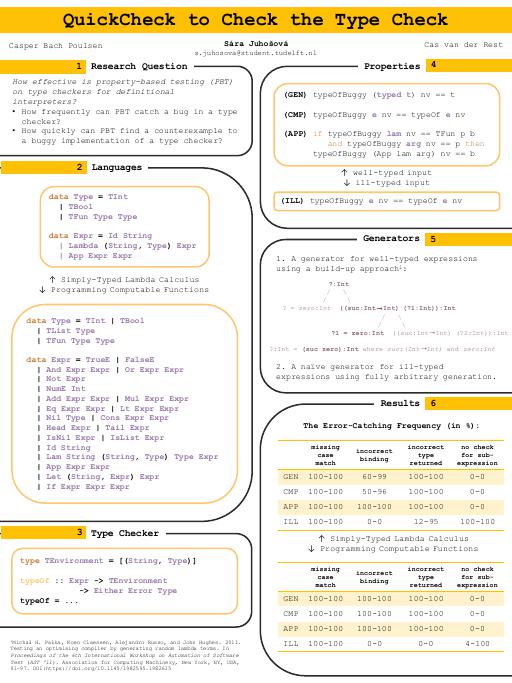 QuickCheck to Check the Type Check
Casper Bach Poulsen
Sára Juhošová
s.juhosova@student.tudelft.nl
Cas van der Rest
1 Research Question
How effective is property-based testing (PBT)
on type checkers for definitional
interpreters?
• How frequently can PBT catch a bug in a type
checker?
• How quickly can PBT find a counterexample to
a buggy implementation of a type checker?
2 Languages
data Type = TInt
| TBool
| TFun Type Type
data Expr = Id String
| Lambda (String, Type) Expr
| App Expr Expr
↑ Simply-Typed Lambda Calculus
↓ Programming Computable Functions
data Type = TInt | TBool
| TList Type
| TFun Type Type
data Expr = TrueE | FalseE
| And Expr Expr | Or Expr Expr
| Not Expr
| NumE Int
| Add Expr Expr | Mul Expr Expr
| Eq Expr Expr | Lt Expr Expr
| Nil Type | Cons Expr Expr
| Head Expr | Tail Expr
| IsNil Expr | IsList Expr
| Id String
| Lam String (String, Type) Type Expr
| App Expr Expr
| Let (String, Expr) Expr
| If Expr Expr Expr
3 Type Checker
type TEnvironment = [(String, Type)]
typeOf :: Expr -> TEnvironment
-> Either Error Type
typeOf = ...
¹Michał H. Pałka, Koen Claessen, Alejandro Russo, and John Hughes. 2011.
Testing an optimising compiler by generating random lambda terms. In
Proceedings of the 6th International Workshop on Automation of Software
Test (AST '11). Association for Computing Machinery, New York, NY, USA,
91–97. DOI:https://doi.org/10.1145/1982595.1982615
Properties 4
(GEN) typeOfBuggy (typed t) nv == t
(CMP) typeOfBuggy e nv == typeOf e nv
(APP) if typeOfBuggy lam nv == TFun p b
and typeOfBuggy arg nv == p then
typeOfBuggy (App lam arg) nv == b
↑ well-typed input
↓ ill-typed input
(ILL) typeOfBuggy e nv == typeOf e nv
Generators 5
1. A generator for well-typed expressions
using a build-up approach¹:
?:Int
? = zero:Int ((suc:Int→Int) (?1:Int)):Int
?1 = zero:Int ((suc:Int→Int) (?2:Int)):Int
?:Int = (suc zero):Int where suc:(Int→Int) and zero:Int
2. A naïve generator for ill-typed
expressions using fully arbitrary generation.
Results 6
The Error-Catching Frequency (in %):
missing case match incorrect binding incorrect type returned no check for sub-expression
GEN 100-100 60-99 100-100 0-0
CMP 100-100 50-96 100-100 0-0
APP 100-100 100-100 100-100 0-0
ILL 100-100 0-0 12-95 100-100
↑ Simply-Typed Lambda Calculus
↓ Programming Computable Functions
missing case match incorrect binding incorrect type returned no check for sub-expression
GEN 100-100 100-100 100-100 0-0
CMP 100-100 100-100 100-100 0-0
APP 100-100 100-100 100-100 0-0
ILL 100-100 0-0 0-0 4-100